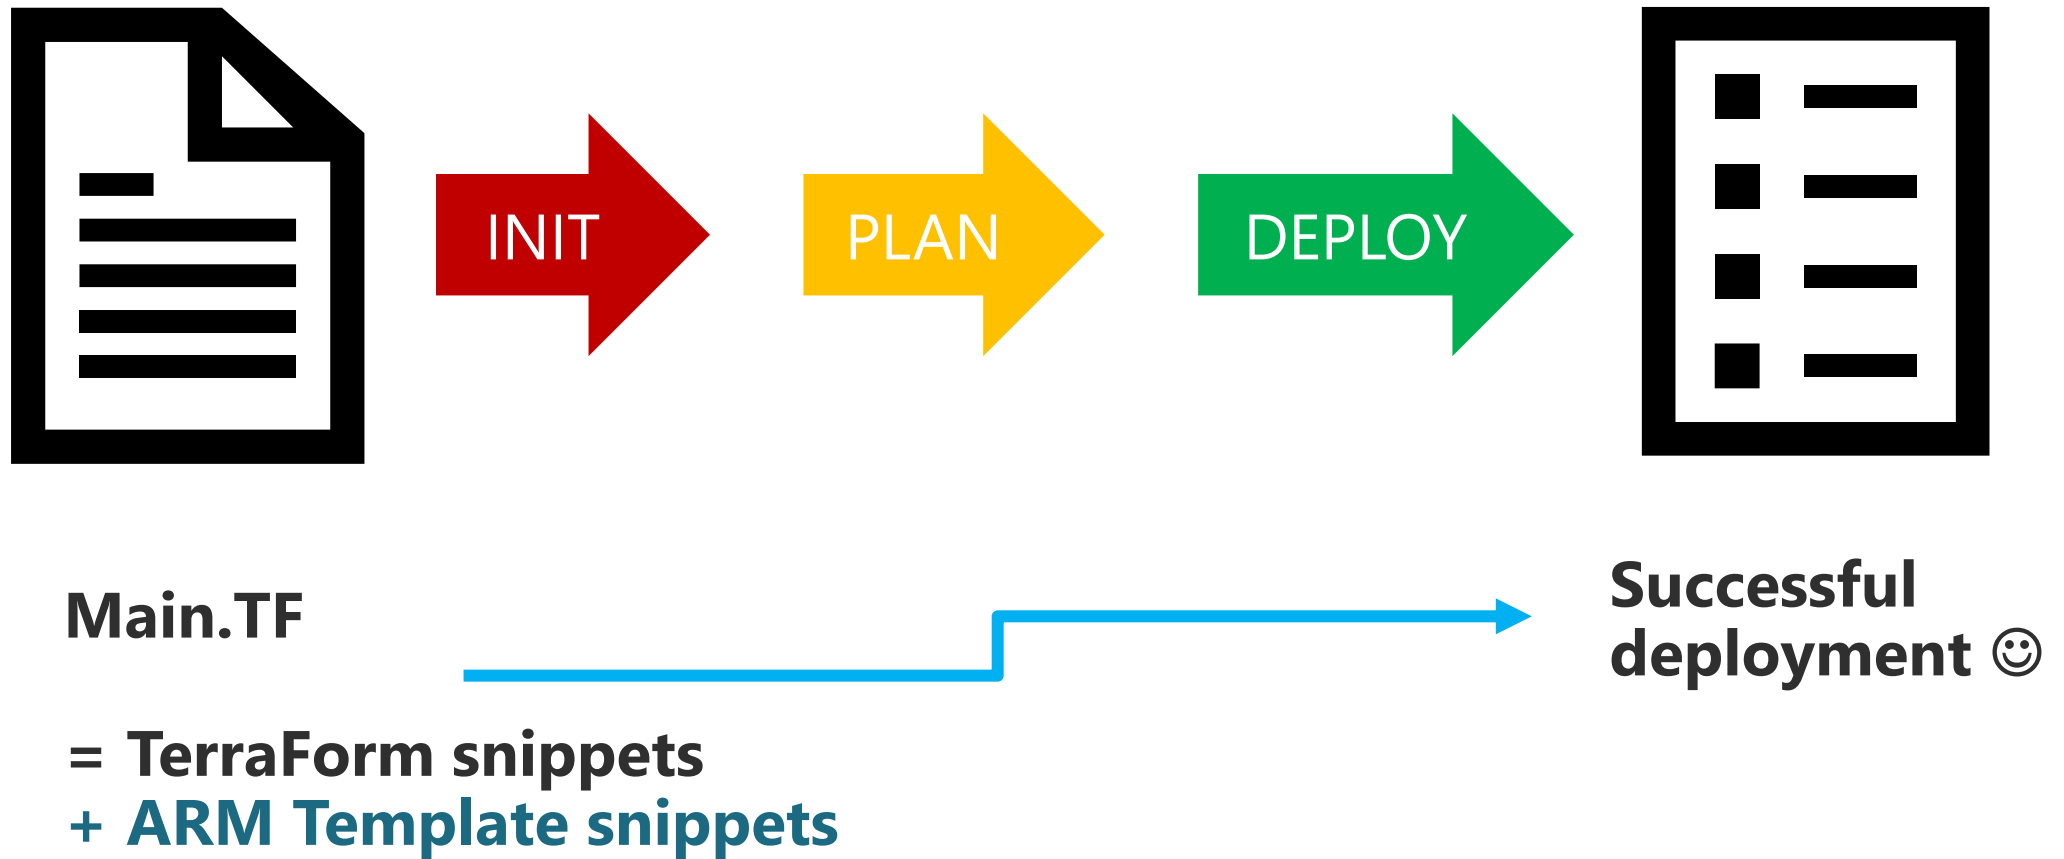 INIT
PLAN
DEPLOY
Main.TF
Successful
deployment ☺
= TerraForm snippets
+ ARM Template snippets